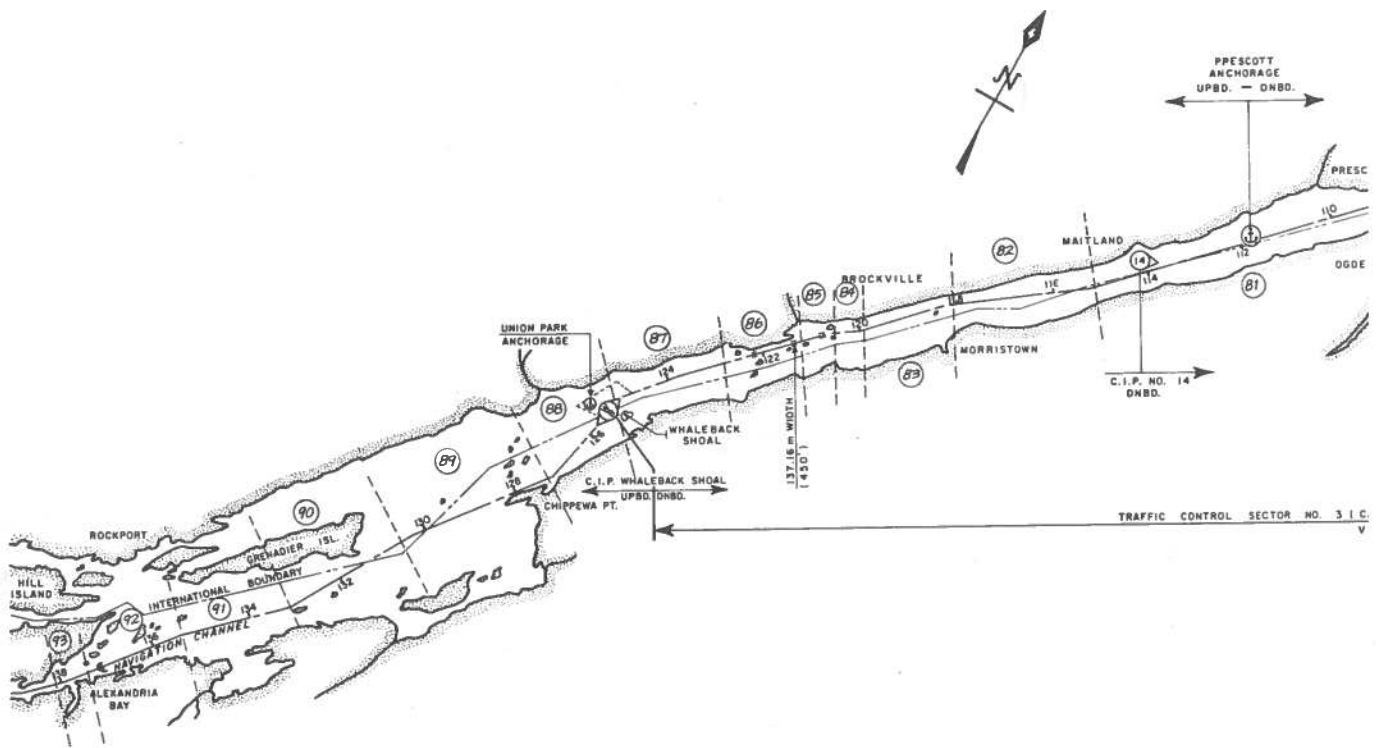 N
PPESCOTT
ANCHORAGE
UPBD. — DNBD.
PRESC
110
112
OGDE
81
MAITLAND
14
114
C.I.P. NO. 14
DNBD.
82
116
118
BROCKVILLE
MORRISTOWN
83
84
85
120
86
122
137.16 m WIDTH
(450')
87
124
UNION PARK
ANCHORAGE
88
126
WHALEBACK
SHOAL
C.I.P. WHALEBACK SHOAL
UPBD. DNBD.
CHIPPEWA PT.
128
TRAFFIC CONTROL SECTOR NO. 3 ( C.
V
89
130
90
ROCKPORT
GRENADIER ISL.
132
HILL
ISLAND
INTERNATIONAL BOUNDARY
91
134
92
136
NAVIGATION CHANNEL
93
138
ALEXANDRIA
BAY